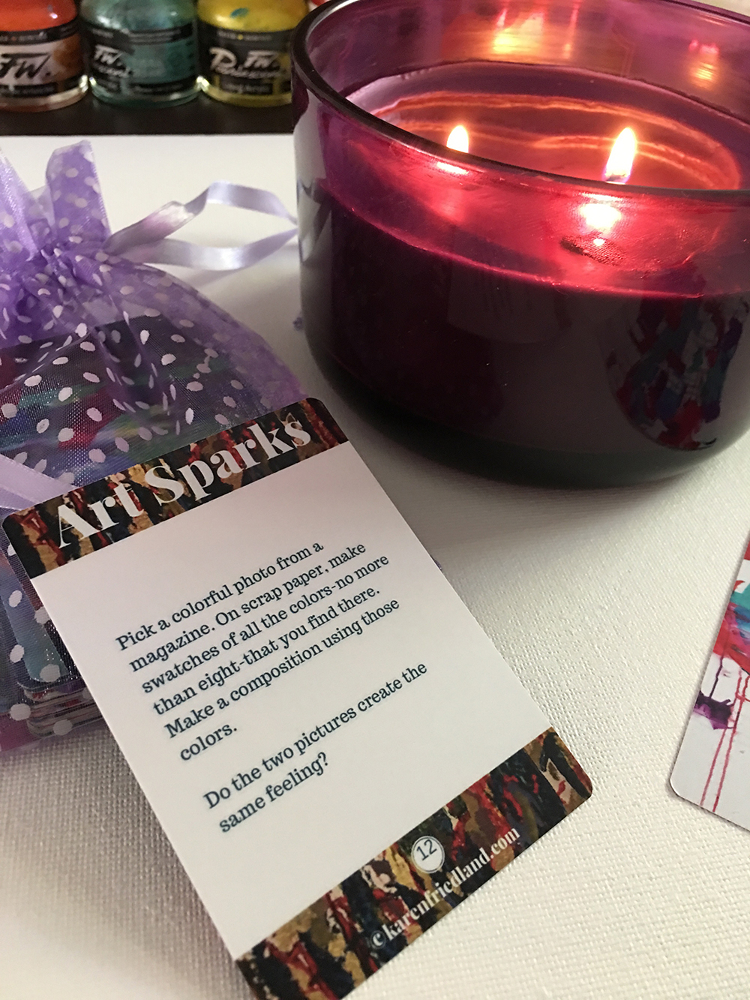 FW.
FW.
FW.
Art Sparks
Pick a colorful photo from a
magazine. On scrap paper, make
swatches of all the colors-no more
than eight-that you find there.
Make a composition using those
colors.
Do the two pictures create the
same feeling?
12
© karenfriedland.com